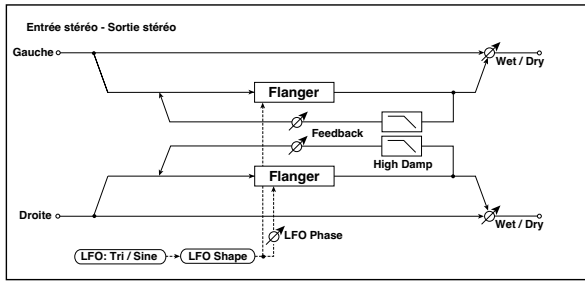 Entrée stéréo - Sortie stéréo
Gauche
Wet / Dry
Flanger
Feedback
High Damp
Flanger
Droite
Wet / Dry
LFO Phase
LFO: Tri / Sine
LFO Shape